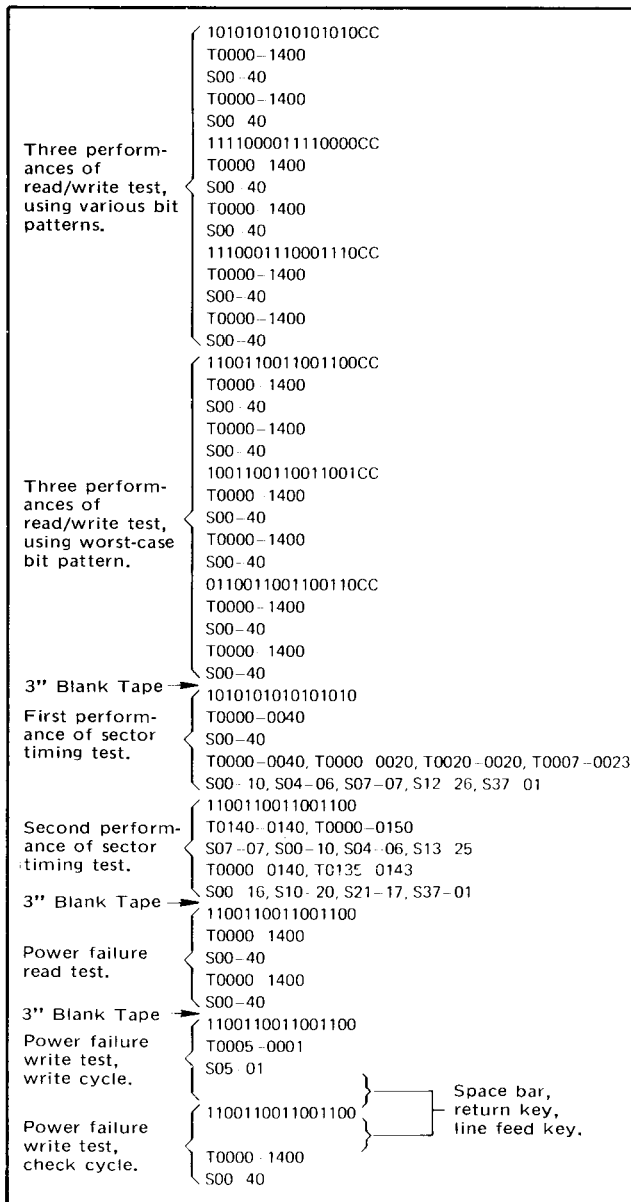 Three perform-
ances of
read/write test,
using various bit
patterns.
1010101010101010CC
T0000-1400
S00-40
T0000-1400
S00-40
1111000011110000CC
T0000-1400
S00-40
T0000-1400
S00-40
1110001110001110CC
T0000-1400
S00-40
T0000-1400
S00-40
Three perform-
ances of
read/write test,
using worst-case
bit pattern.
1100110011001100CC
T0000-1400
S00-40
T0000-1400
S00-40
1001100110011001CC
T0000-1400
S00-40
T0000-1400
S00-40
0110011001100110CC
T0000-1400
S00-40
T0000-1400
S00-40
3" Blank Tape
First perform-
ance of sector
timing test.
1010101010101010
T0000-0040
S00-40
T0000-0040, T0000-0020, T0020-0020, T0007-0023
S00-10, S04-06, S07-07, S12-26, S37-01
Second perform-
ance of sector
timing test.
1100110011001100
T0140-0140, T0000-0150
S07-07, S00-10, S04-06, S13-25
T0000-0140, T0135-0143
S00-16, S10-20, S21-17, S37-01
3" Blank Tape
Power failure
read test.
1100110011001100
T0000-1400
S00-40
T0000-1400
S00-40
3" Blank Tape
Power failure
write test,
write cycle.
1100110011001100
T0005-0001
S05-01
Space bar,
return key,
line feed key.
Power failure
write test,
check cycle.
1100110011001100
T0000-1400
S00-40